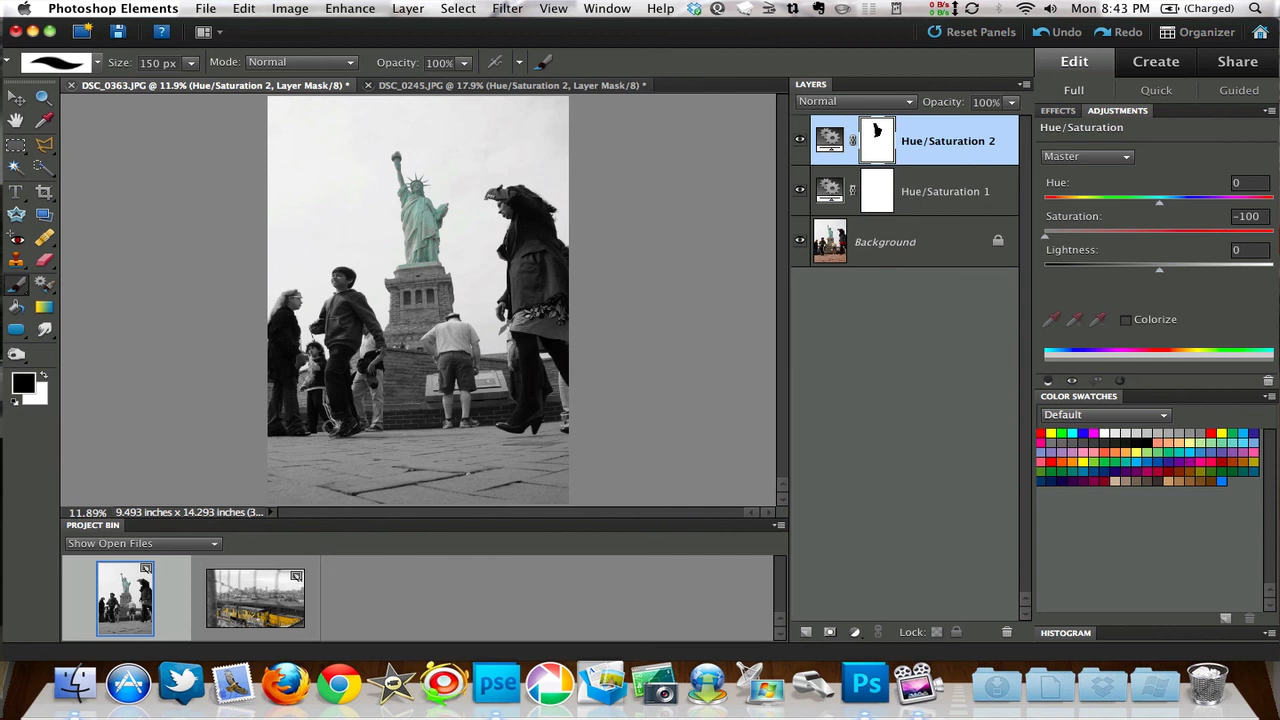 Photoshop Elements File Edit Image Enhance Layer Select Filter View Window Help 0 B/s 0 B/s Mon 8:43 PM (Charged)
Reset Panels Undo Redo Organizer
Size: 150 px Mode: Normal Opacity: 100% Edit Create Share
DSC_0363.JPG @ 11.9% (Hue/Saturation 2, Layer Mask/8) * DSC_0245.JPG @ 17.9% (Hue/Saturation 2, Layer Mask/8) *
LAYERS
Full Quick Guided
Normal Opacity: 100%
EFFECTS ADJUSTMENTS
Hue/Saturation
Hue/Saturation 2
Master
Hue: 0
Hue/Saturation 1
Saturation: -100
Background
Lightness: 0
Colorize
COLOR SWATCHES
Default
11.89% 9.493 inches x 14.293 inches (3...
PROJECT BIN
Show Open Files
Lock:
HISTOGRAM
pse Ps